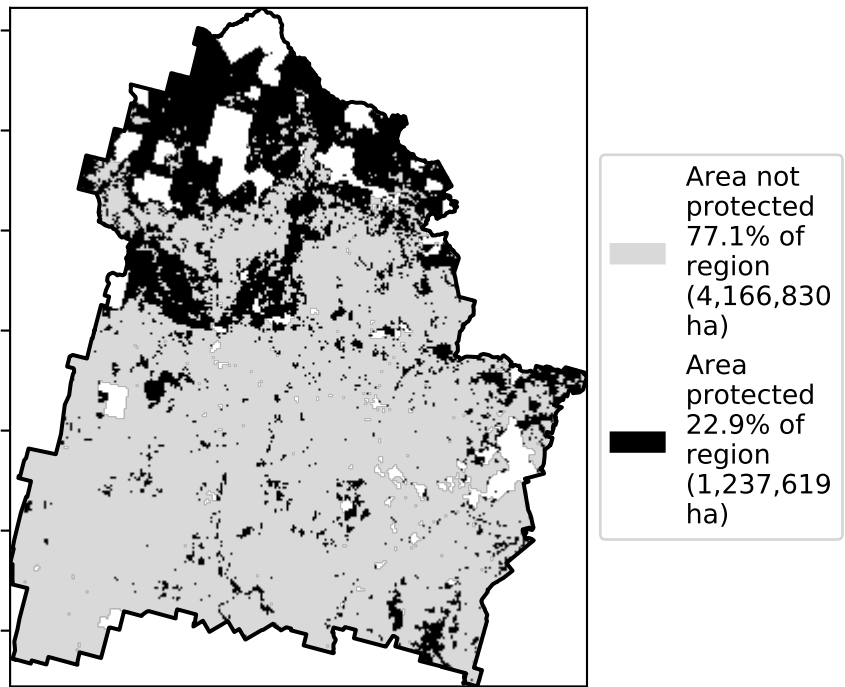 Area not
protected
77.1% of
region
(4,166,830
ha)
Area
protected
22.9% of
region
(1,237,619
ha)